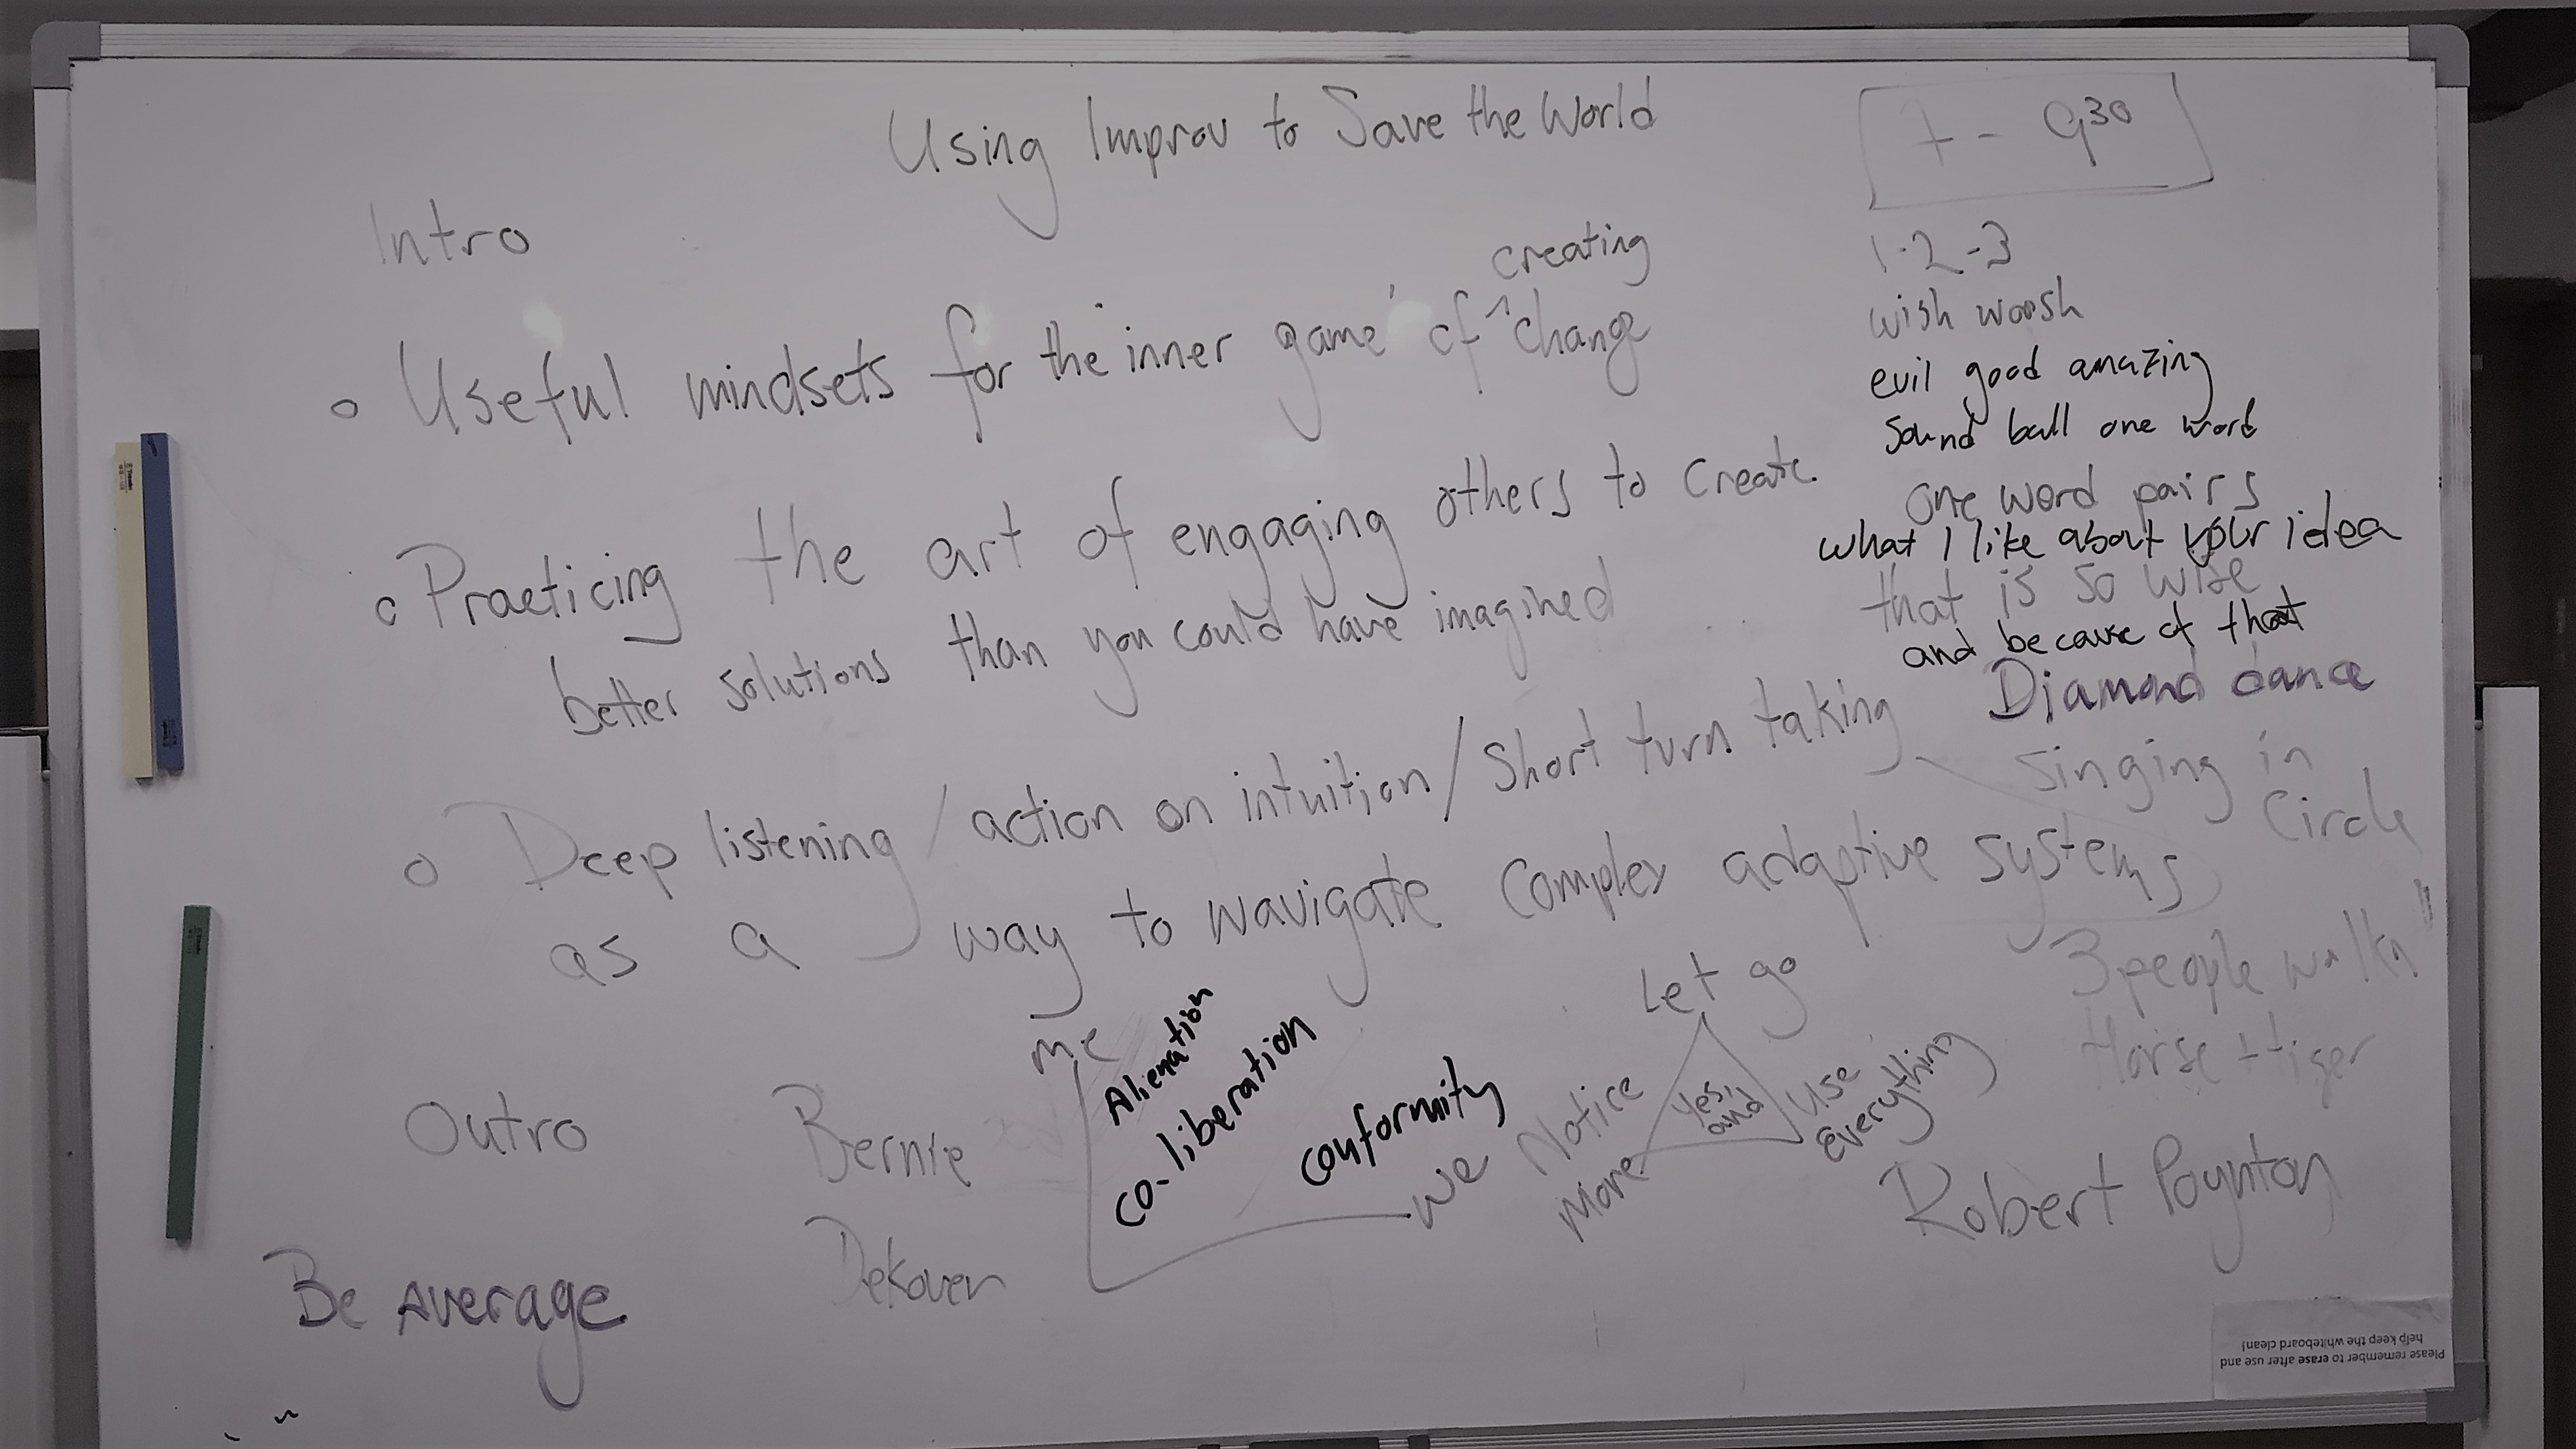 Using Improv to Save the World
+ - 9³⁰
Intro
creating
Useful mindsets for the inner game of ^ change
Practicing the art of engaging others to create
better solutions than you could have imagined
Deep listening / action on intuition / Short turn taking
as a way to wavigate complex adaptive systems
1-2-3
wish woosh
evil good amazing
Sound ball one word
one word pairs
what I like about your idea
that is so wise
and because of that
Diamond dance
Singing in
Circle
3 people walkn
Horse + tiger
Outro
Be Average
Bernie
Dekoven
me
Alienation
co-liberation
conformity
we
Let go
Notice
More
Yes,
and
Use
Everything
Robert Poynton
Please remember to erase after use and
help keep the whiteboard clean!